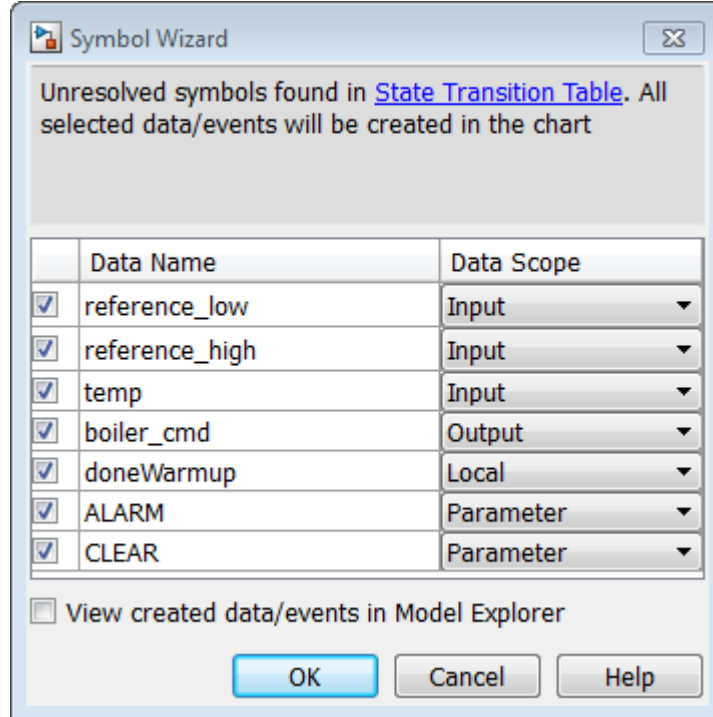 Symbol Wizard
Unresolved symbols found in State Transition Table. All
selected data/events will be created in the chart
Data Name Data Scope
reference_low Input
reference_high Input
temp Input
boiler_cmd Output
doneWarmup Local
ALARM Parameter
CLEAR Parameter
View created data/events in Model Explorer
OK Cancel Help